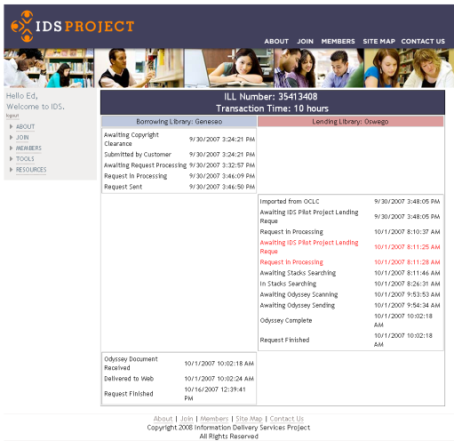 IDS PROJECT
ABOUT JOIN MEMBERS SITE MAP CONTACT US
Hello Ed,
Welcome to IDS.
logout
ABOUT
JOIN
MEMBERS
TOOLS
RESOURCES
ILL Number: 35413408
Transaction Time: 10 hours
Borrowing Library: Geneseo Lending Library: Oswego
Awaiting Copyright
Clearance 9/30/2007 3:24:21 PM
Submitted by Customer 9/30/2007 3:24:21 PM
Awaiting Request Processing 9/30/2007 3:32:57 PM
Request In Processing 9/30/2007 3:46:09 PM
Request Sent 9/30/2007 3:46:50 PM
Imported from OCLC 9/30/2007 3:48:05 PM
Awaiting IDS Pilot Project Lending
Reque 9/30/2007 3:48:05 PM
Request In Processing 10/1/2007 8:10:37 AM
Awaiting IDS Pilot Project Lending
Reque 10/1/2007 8:11:25 AM
Request In Processing 10/1/2007 8:11:28 AM
Awaiting Stacks Searching 10/1/2007 8:11:46 AM
In Stacks Searching 10/1/2007 8:26:31 AM
Awaiting Odyssey Scanning 10/1/2007 9:53:53 AM
Awaiting Odyssey Sending 10/1/2007 9:54:34 AM
Odyssey Complete 10/1/2007 10:02:18
AM
Request Finished 10/1/2007 10:02:18
AM
Odyssey Document
Received 10/1/2007 10:02:18 AM
Delivered to Web 10/1/2007 10:02:24 AM
Request Finished 10/16/2007 12:39:41
PM
About | Join | Members | Site Map | Contact Us
Copyright 2008 Information Delivery Services Project
All Rights Reserved